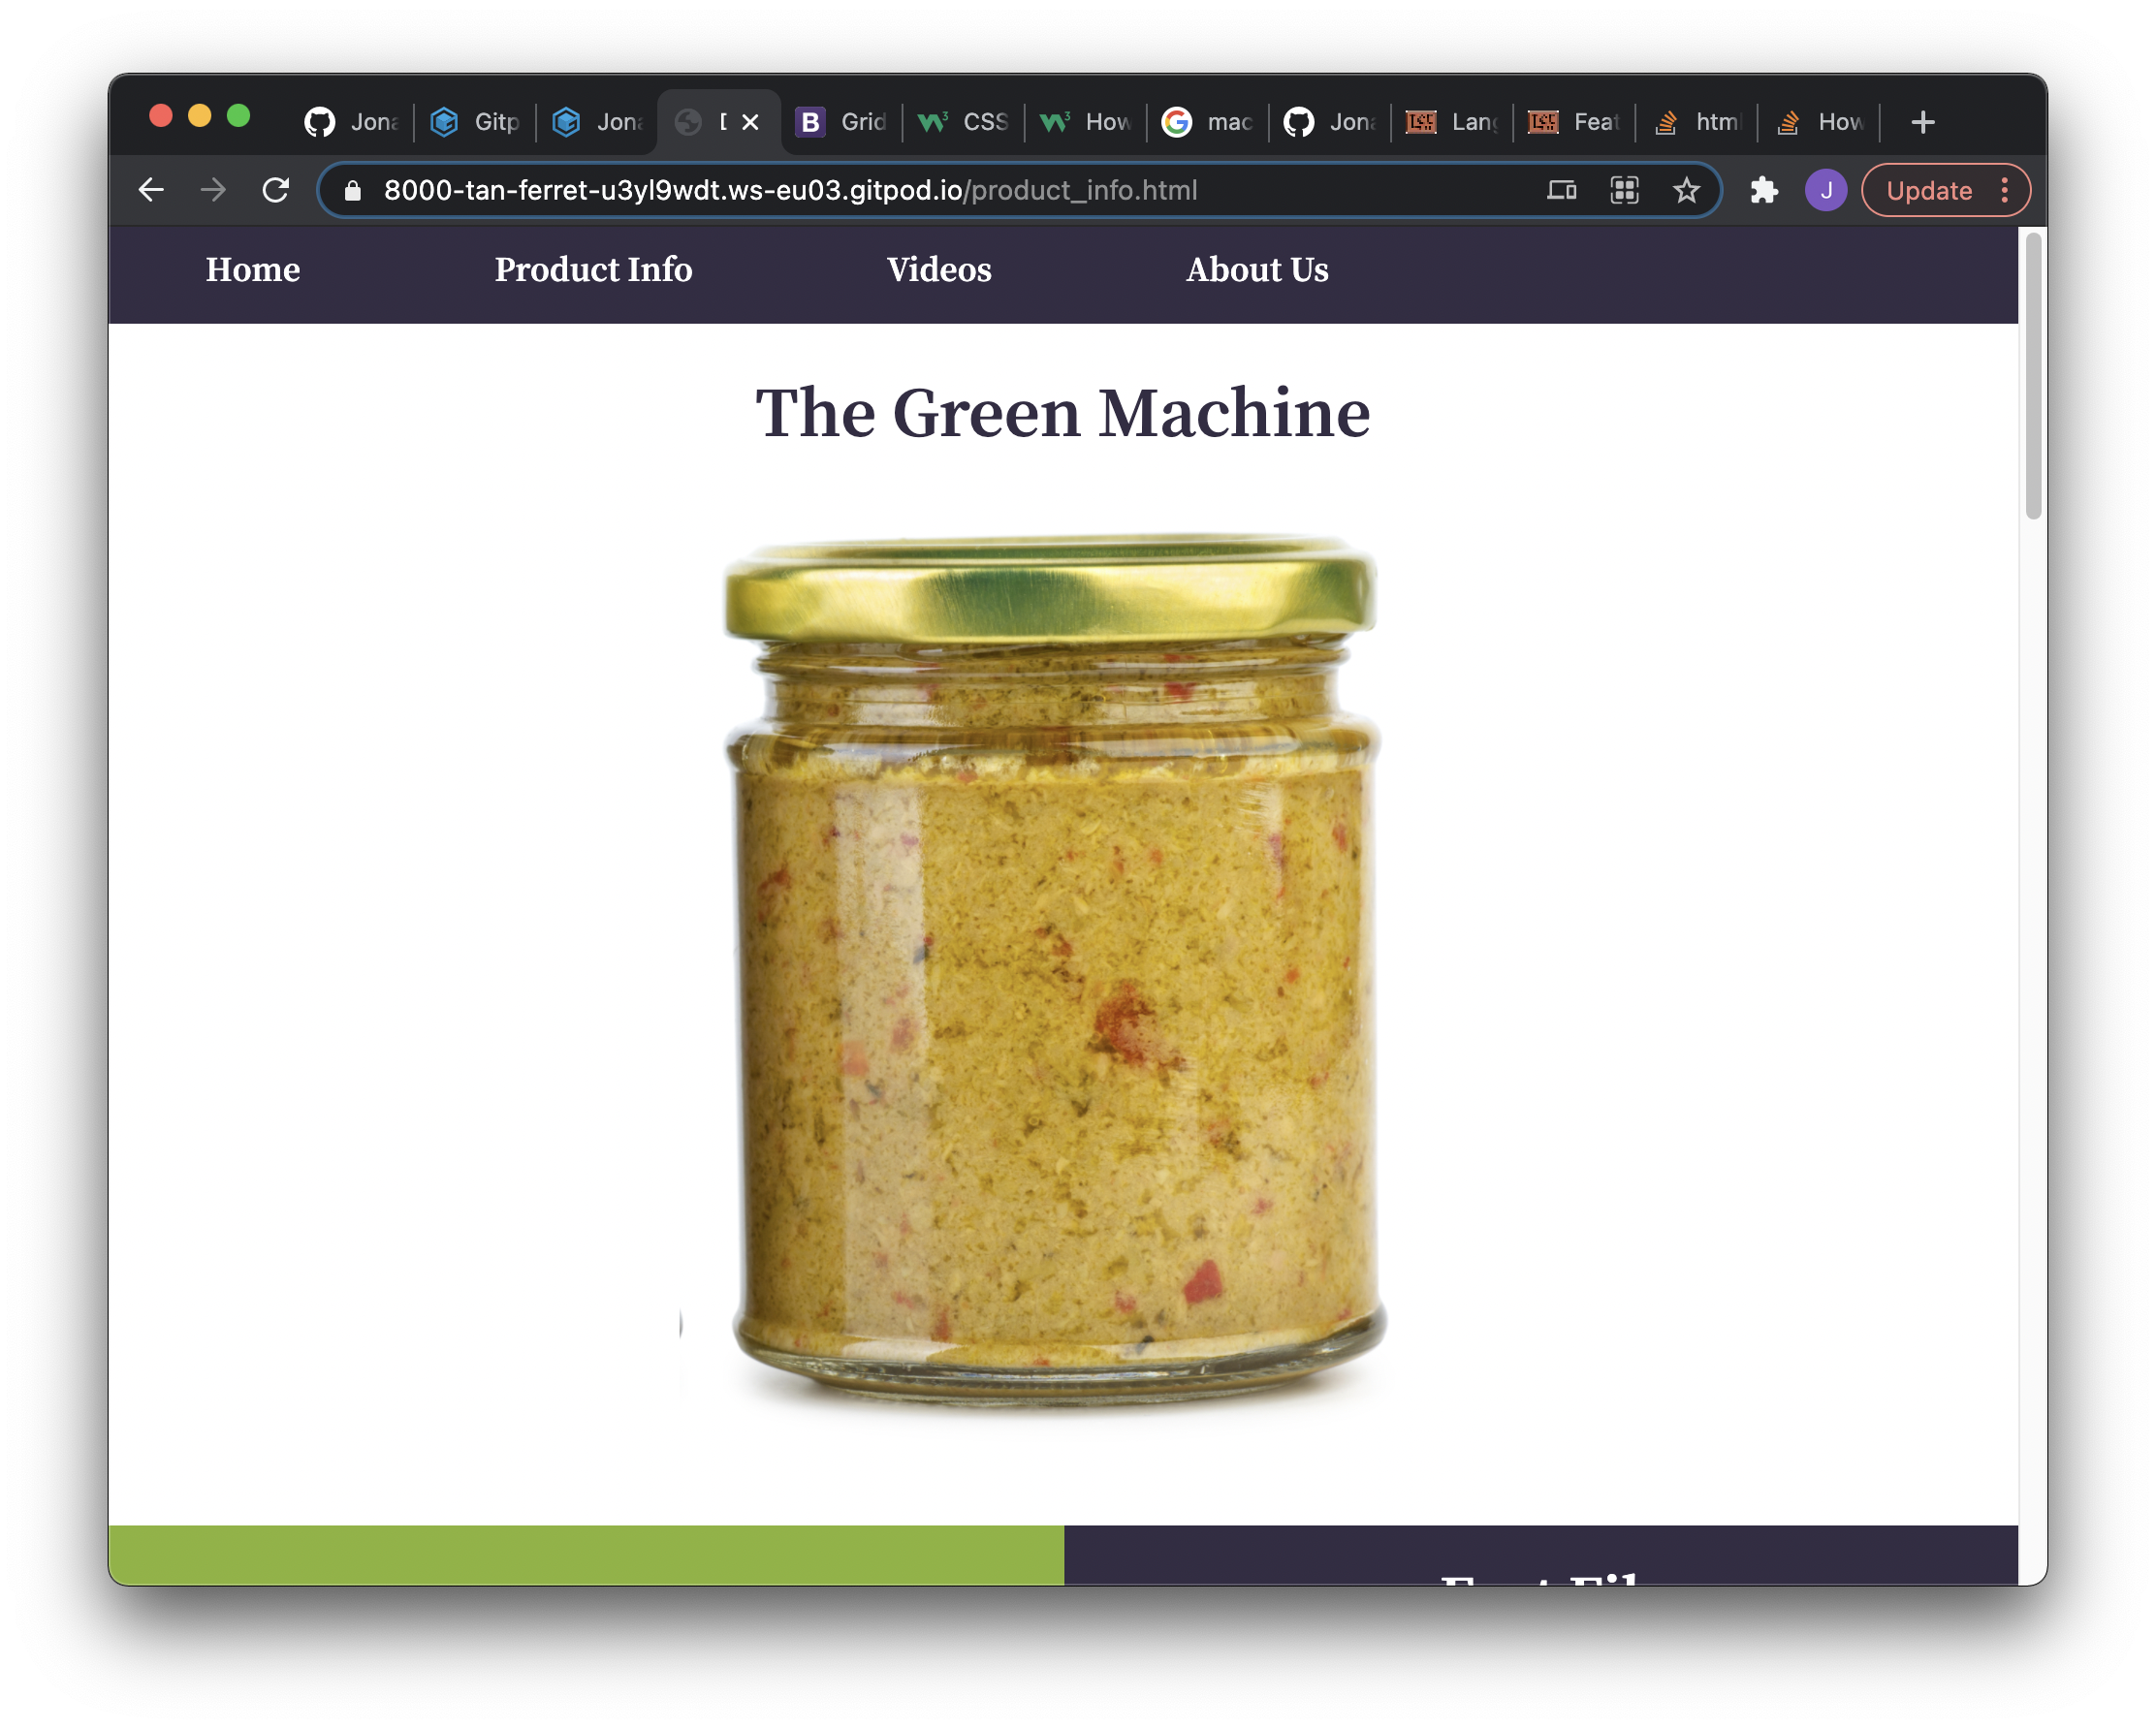 Jona Gitp Jona B Grid CSS How mac Jona Lang Feat html How
8000-tan-ferret-u3yl9wdt.ws-eu03.gitpod.io/product_info.html J Update
Home Product Info Videos About Us
The Green Machine